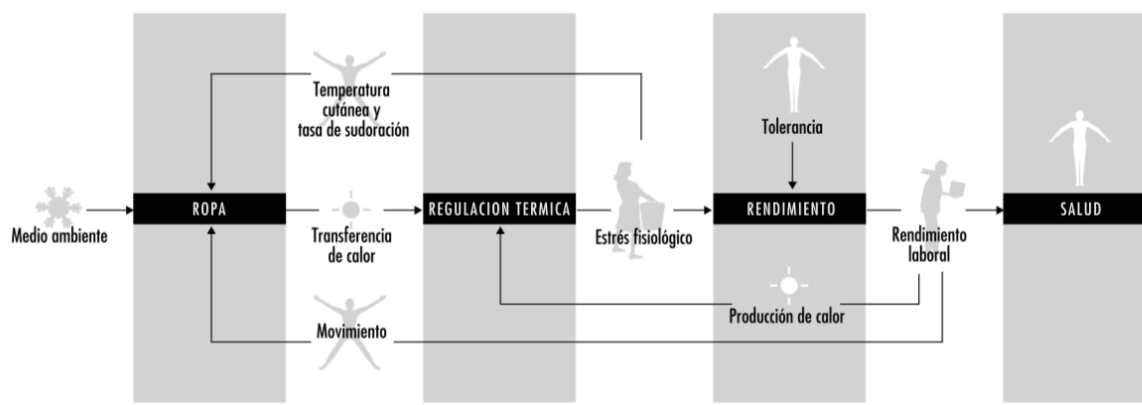 Temperatura
cutánea y
tasa de sudoración
Tolerancia
Medio ambiente
ROPA
Transferencia
de calor
REGULACION TERMICA
Estrés fisiológico
RENDIMIENTO
Rendimiento
laboral
SALUD
Producción de calor
Movimiento